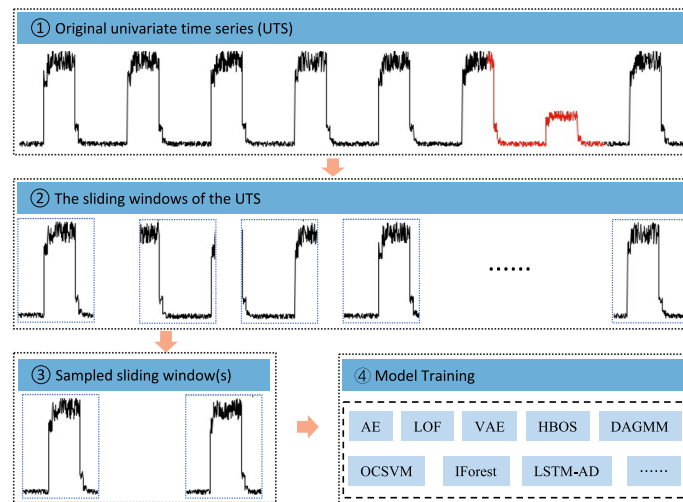 ① Original univariate time series (UTS)
② The sliding windows of the UTS
······
③ Sampled sliding window(s)
④ Model Training
AE LOF VAE HBOS DAGMM
OCSVM IForest LSTM-AD ······